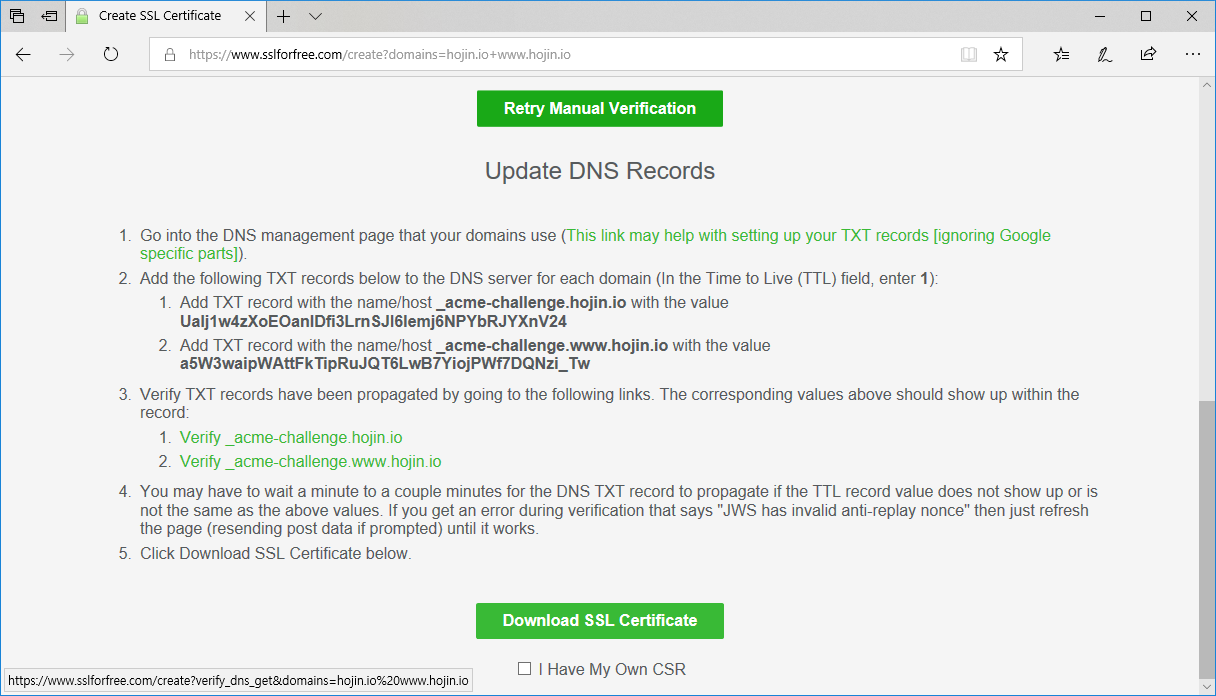 Create SSL Certificate
https://www.sslforfree.com/create?domains=hojin.io+www.hojin.io
Retry Manual Verification
Update DNS Records
1. Go into the DNS management page that your domains use (This link may help with setting up your TXT records [ignoring Google
specific parts]).
2. Add the following TXT records below to the DNS server for each domain (In the Time to Live (TTL) field, enter 1):
1. Add TXT record with the name/host _acme-challenge.hojin.io with the value
UaIj1w4zXoEOanIDfi3LrnSJI6Iemj6NPYbRJYXnV24
2. Add TXT record with the name/host _acme-challenge.www.hojin.io with the value
a5W3waipWAttFkTipRuJQT6LwB7YiojPWf7DQNzi_Tw
3. Verify TXT records have been propagated by going to the following links. The corresponding values above should show up within the
record:
1. Verify _acme-challenge.hojin.io
2. Verify _acme-challenge.www.hojin.io
4. You may have to wait a minute to a couple minutes for the DNS TXT record to propagate if the TTL record value does not show up or is
not the same as the above values. If you get an error during verification that says "JWS has invalid anti-replay nonce" then just refresh
the page (resending post data if prompted) until it works.
5. Click Download SSL Certificate below.
Download SSL Certificate
I Have My Own CSR
https://www.sslforfree.com/create?verify_dns_get&domains=hojin.io%20www.hojin.io